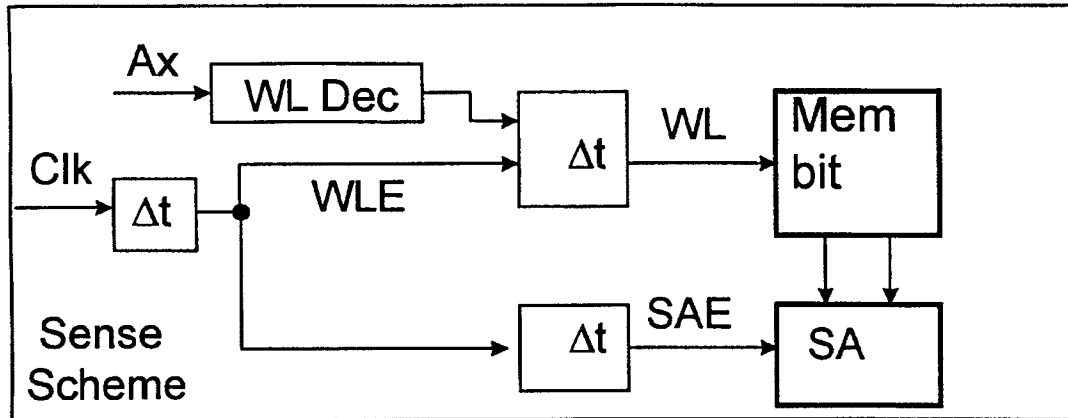 Ax
WL Dec
Clk
Δt
WLE
Δt
WL
Mem
bit
Δt
SAE
SA
Sense
Scheme